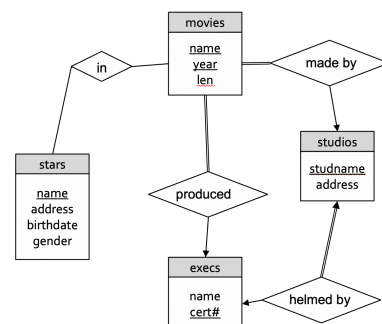 movies
name
year
len
in
made by
stars
name
address
birthdate
gender
studios
studname
address
produced
execs
name
cert#
helmed by